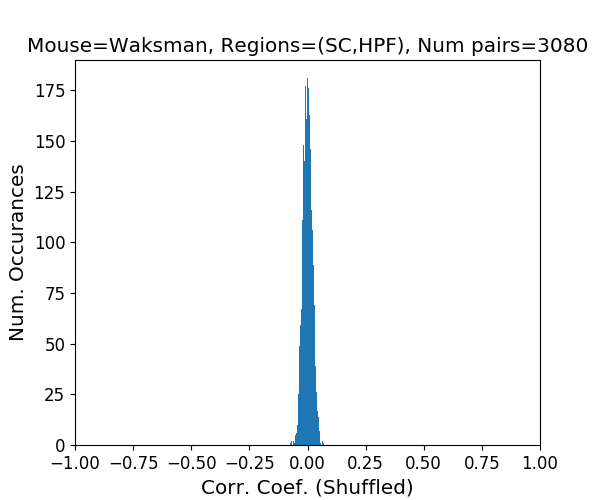 Mouse=Waksman, Regions=(SC,HPF), Num pairs=3080
Num. Occurances
175
150
125
100
75
50
25
0
−1.00 −0.75 −0.50 −0.25 0.00 0.25 0.50 0.75 1.00
Corr. Coef. (Shuffled)